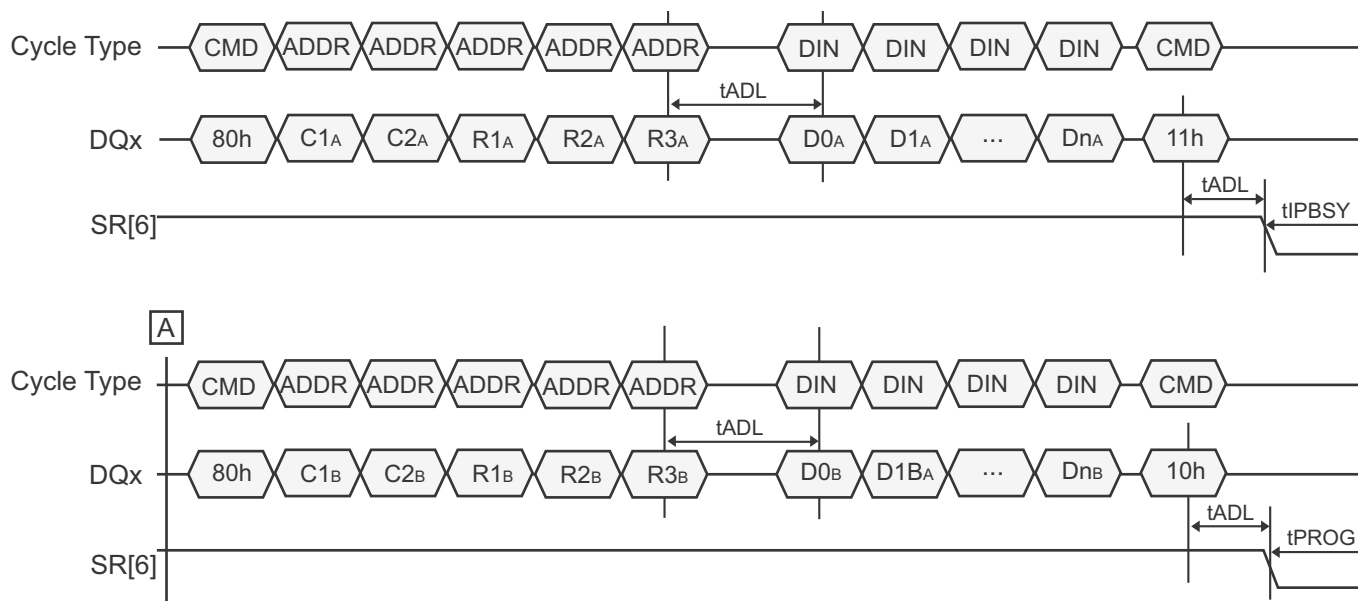 Cycle Type CMD ADDR ADDR ADDR ADDR ADDR DIN DIN DIN DIN CMD
tADL
DQx 80h C1A C2A R1A R2A R3A D0A D1A ... DnA 11h
tADL
SR[6] tIPBSY
A
Cycle Type CMD ADDR ADDR ADDR ADDR ADDR DIN DIN DIN DIN CMD
tADL
DQx 80h C1B C2B R1B R2B R3B D0B D1BA ... DnB 10h
tADL
SR[6] tPROG